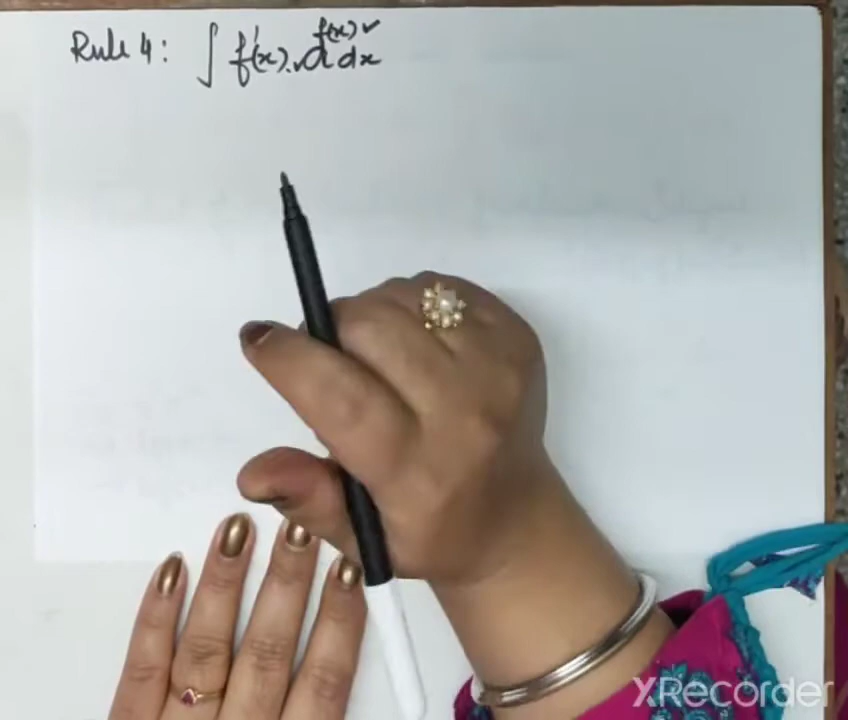 Rule 4: ∫ f'(x). a^f(x) dx
XRecorder